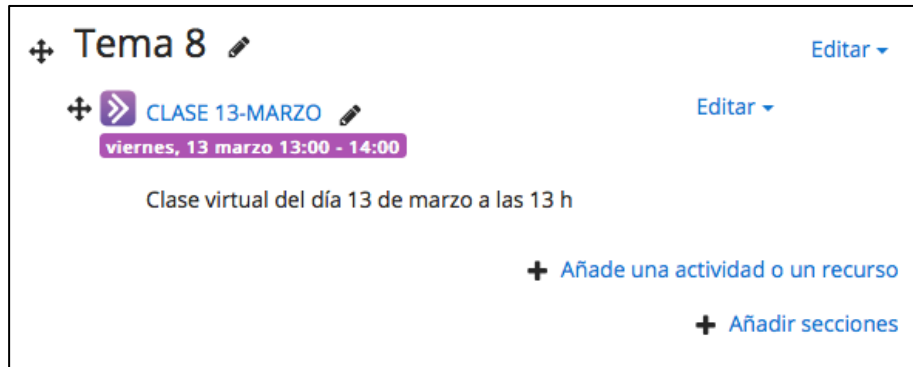 Tema 8 Editar
CLASE 13-MARZO Editar
viernes, 13 marzo 13:00 - 14:00
Clase virtual del día 13 de marzo a las 13 h
Añade una actividad o un recurso
Añadir secciones